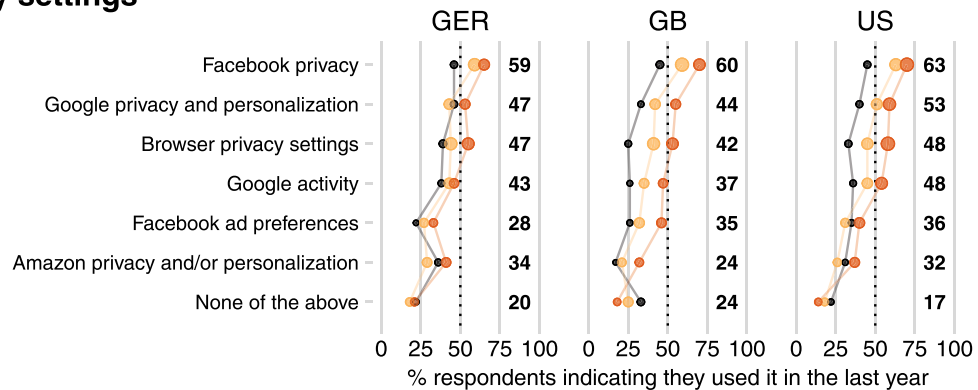 y settings
GER GB US
Facebook privacy 59 60 63
Google privacy and personalization 47 44 53
Browser privacy settings 47 42 48
Google activity 43 37 48
Facebook ad preferences 28 35 36
Amazon privacy and/or personalization 34 24 32
None of the above 20 24 17
0 25 50 75 100 0 25 50 75 100 0 25 50 75 100
% respondents indicating they used it in the last year